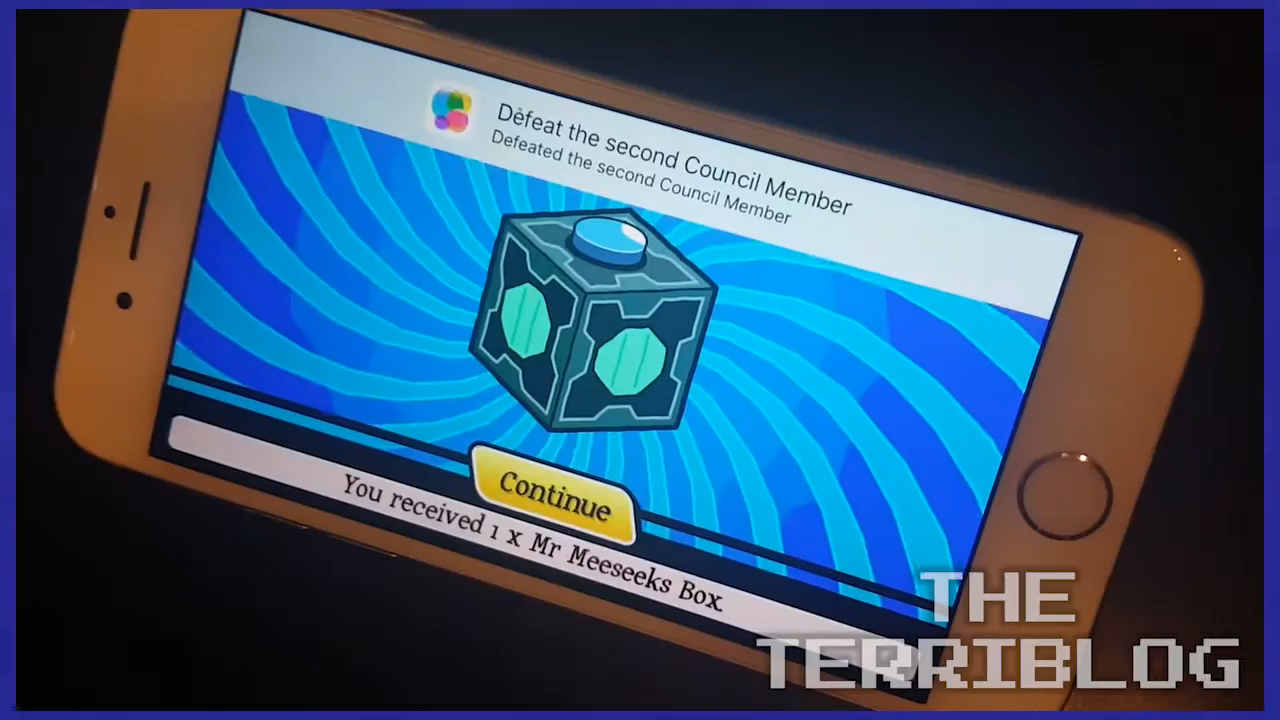 Defeat the second Council Member
Defeated the second Council Member
Continue
You received 1 x Mr Meeseeks Box
THE
TERRIBLOG